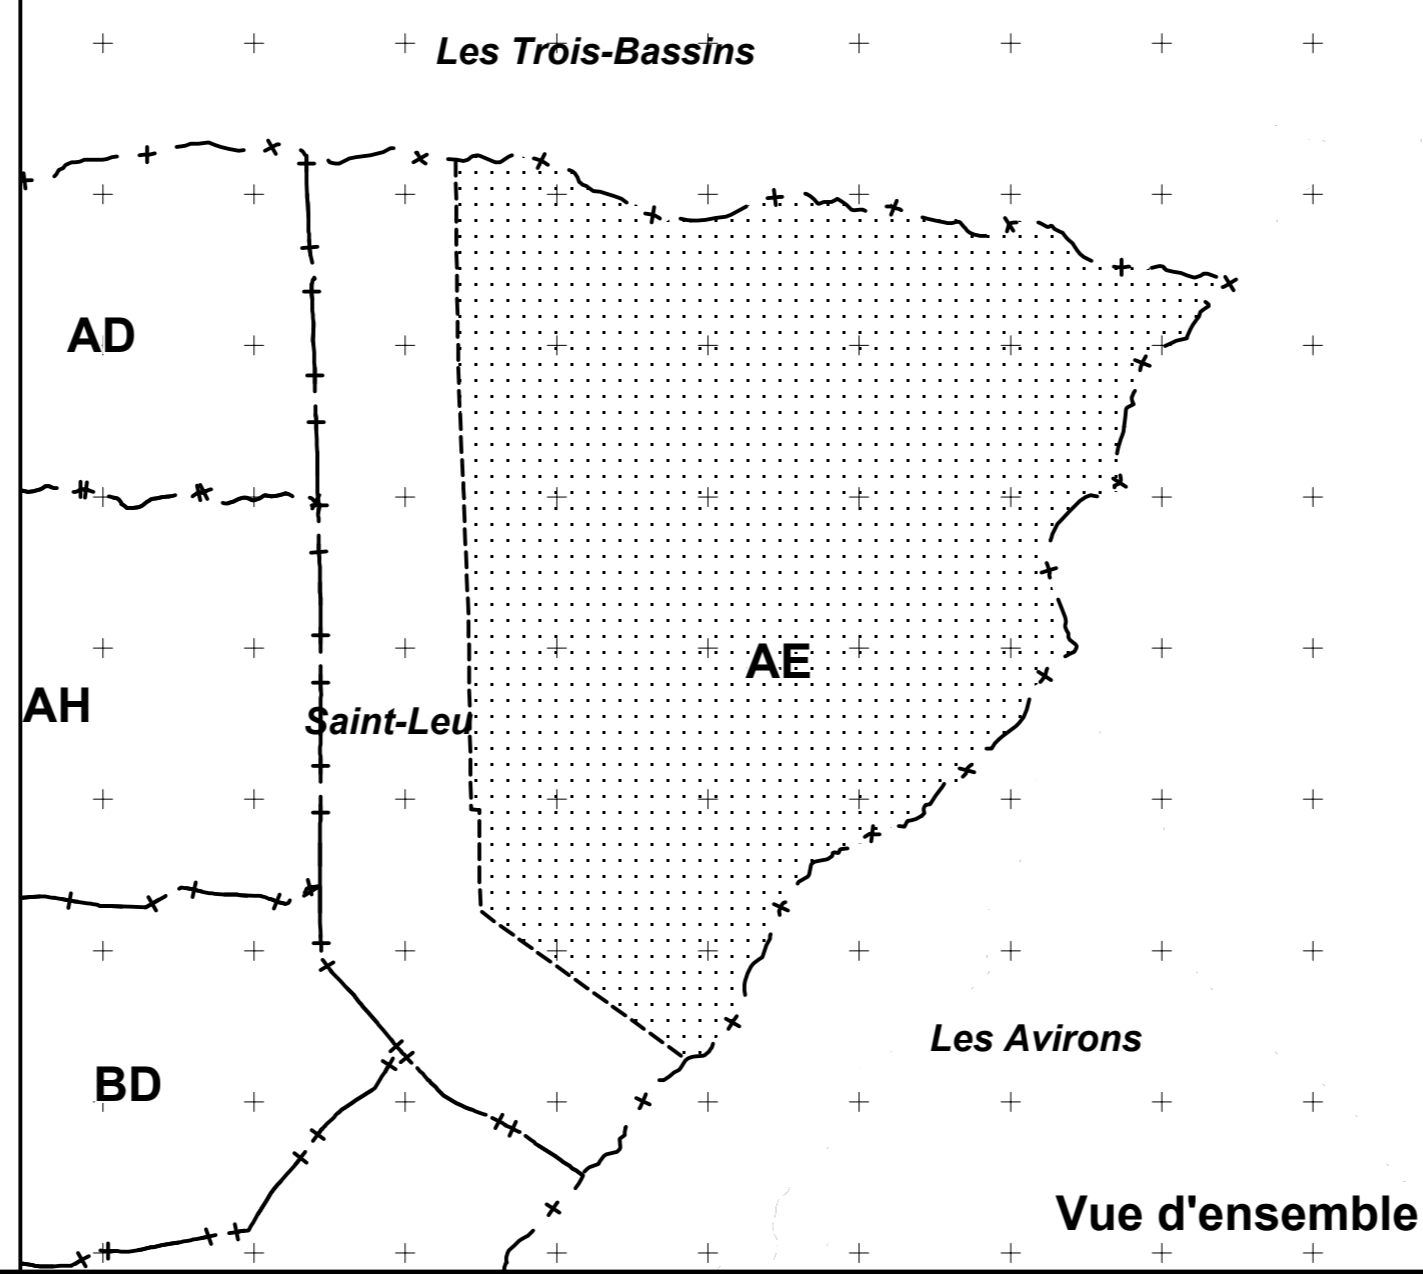 Les Trois-Bassins
AD
AE
AH
Saint-Leu
Les Avirons
BD
Vue d'ensemble